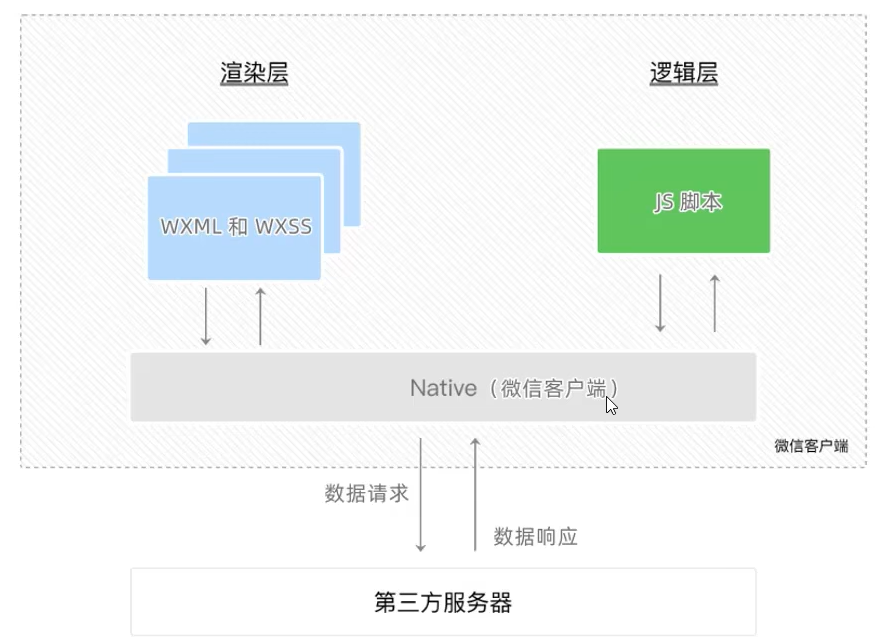 渲染层
逻辑层
WXML 和 WXSS
JS 脚本
Native（微信客户端）
微信客户端
数据请求
数据响应
第三方服务器